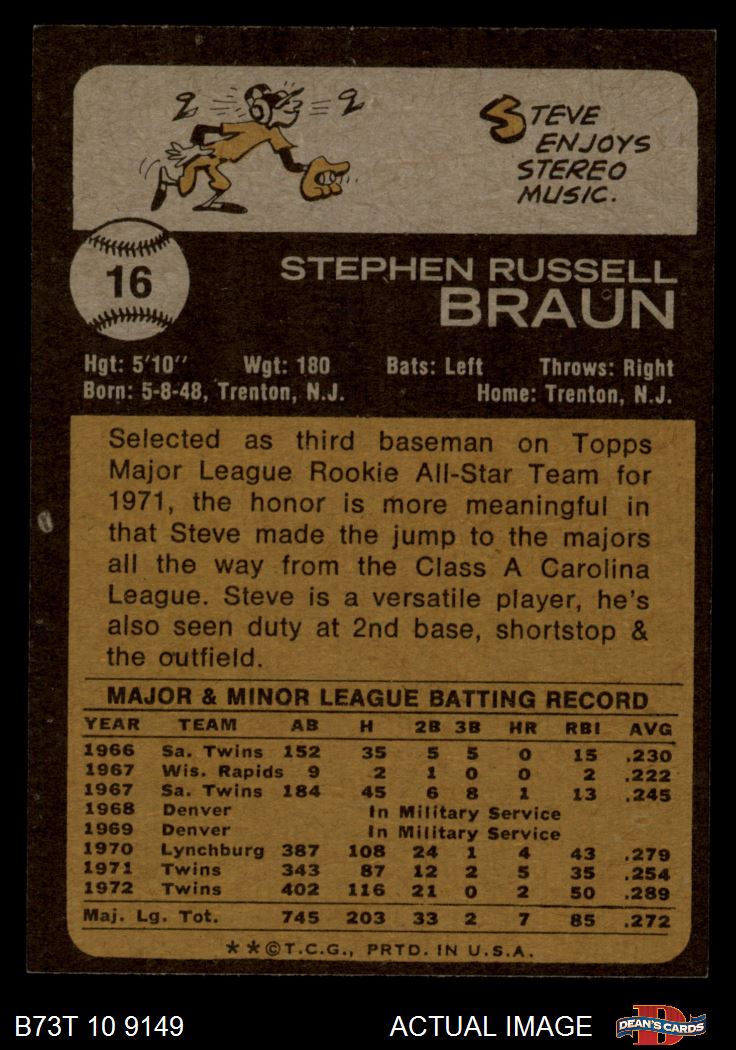 STEVE
ENJOYS
STEREO
MUSIC.
16
STEPHEN RUSSELL
BRAUN
Hgt: 5'10" Wgt: 180 Bats: Left Throws: Right
Born: 5-8-48, Trenton, N.J. Home: Trenton, N.J.
Selected as third baseman on Topps
Major League Rookie All-Star Team for
1971, the honor is more meaningful in
that Steve made the jump to the majors
all the way from the Class A Carolina
League. Steve is a versatile player, he's
also seen duty at 2nd base, shortstop &
the outfield.
MAJOR & MINOR LEAGUE BATTING RECORD
YEAR TEAM AB H 2B 3B HR RBI AVG
1966 Sa. Twins 152 35 5 5 0 15 .230
1967 Wis. Rapids 9 2 1 0 0 2 .222
1967 Sa. Twins 184 45 6 8 1 13 .245
1968 Denver In Military Service
1969 Denver In Military Service
1970 Lynchburg 387 108 24 1 4 43 .279
1971 Twins 343 87 12 2 5 35 .254
1972 Twins 402 116 21 0 2 50 .289
Maj. Lg. Tot. 745 203 33 2 7 85 .272
**©T.C.G., PRTD. IN U.S.A.
B73T 10 9149 ACTUAL IMAGE DEAN'S CARDS